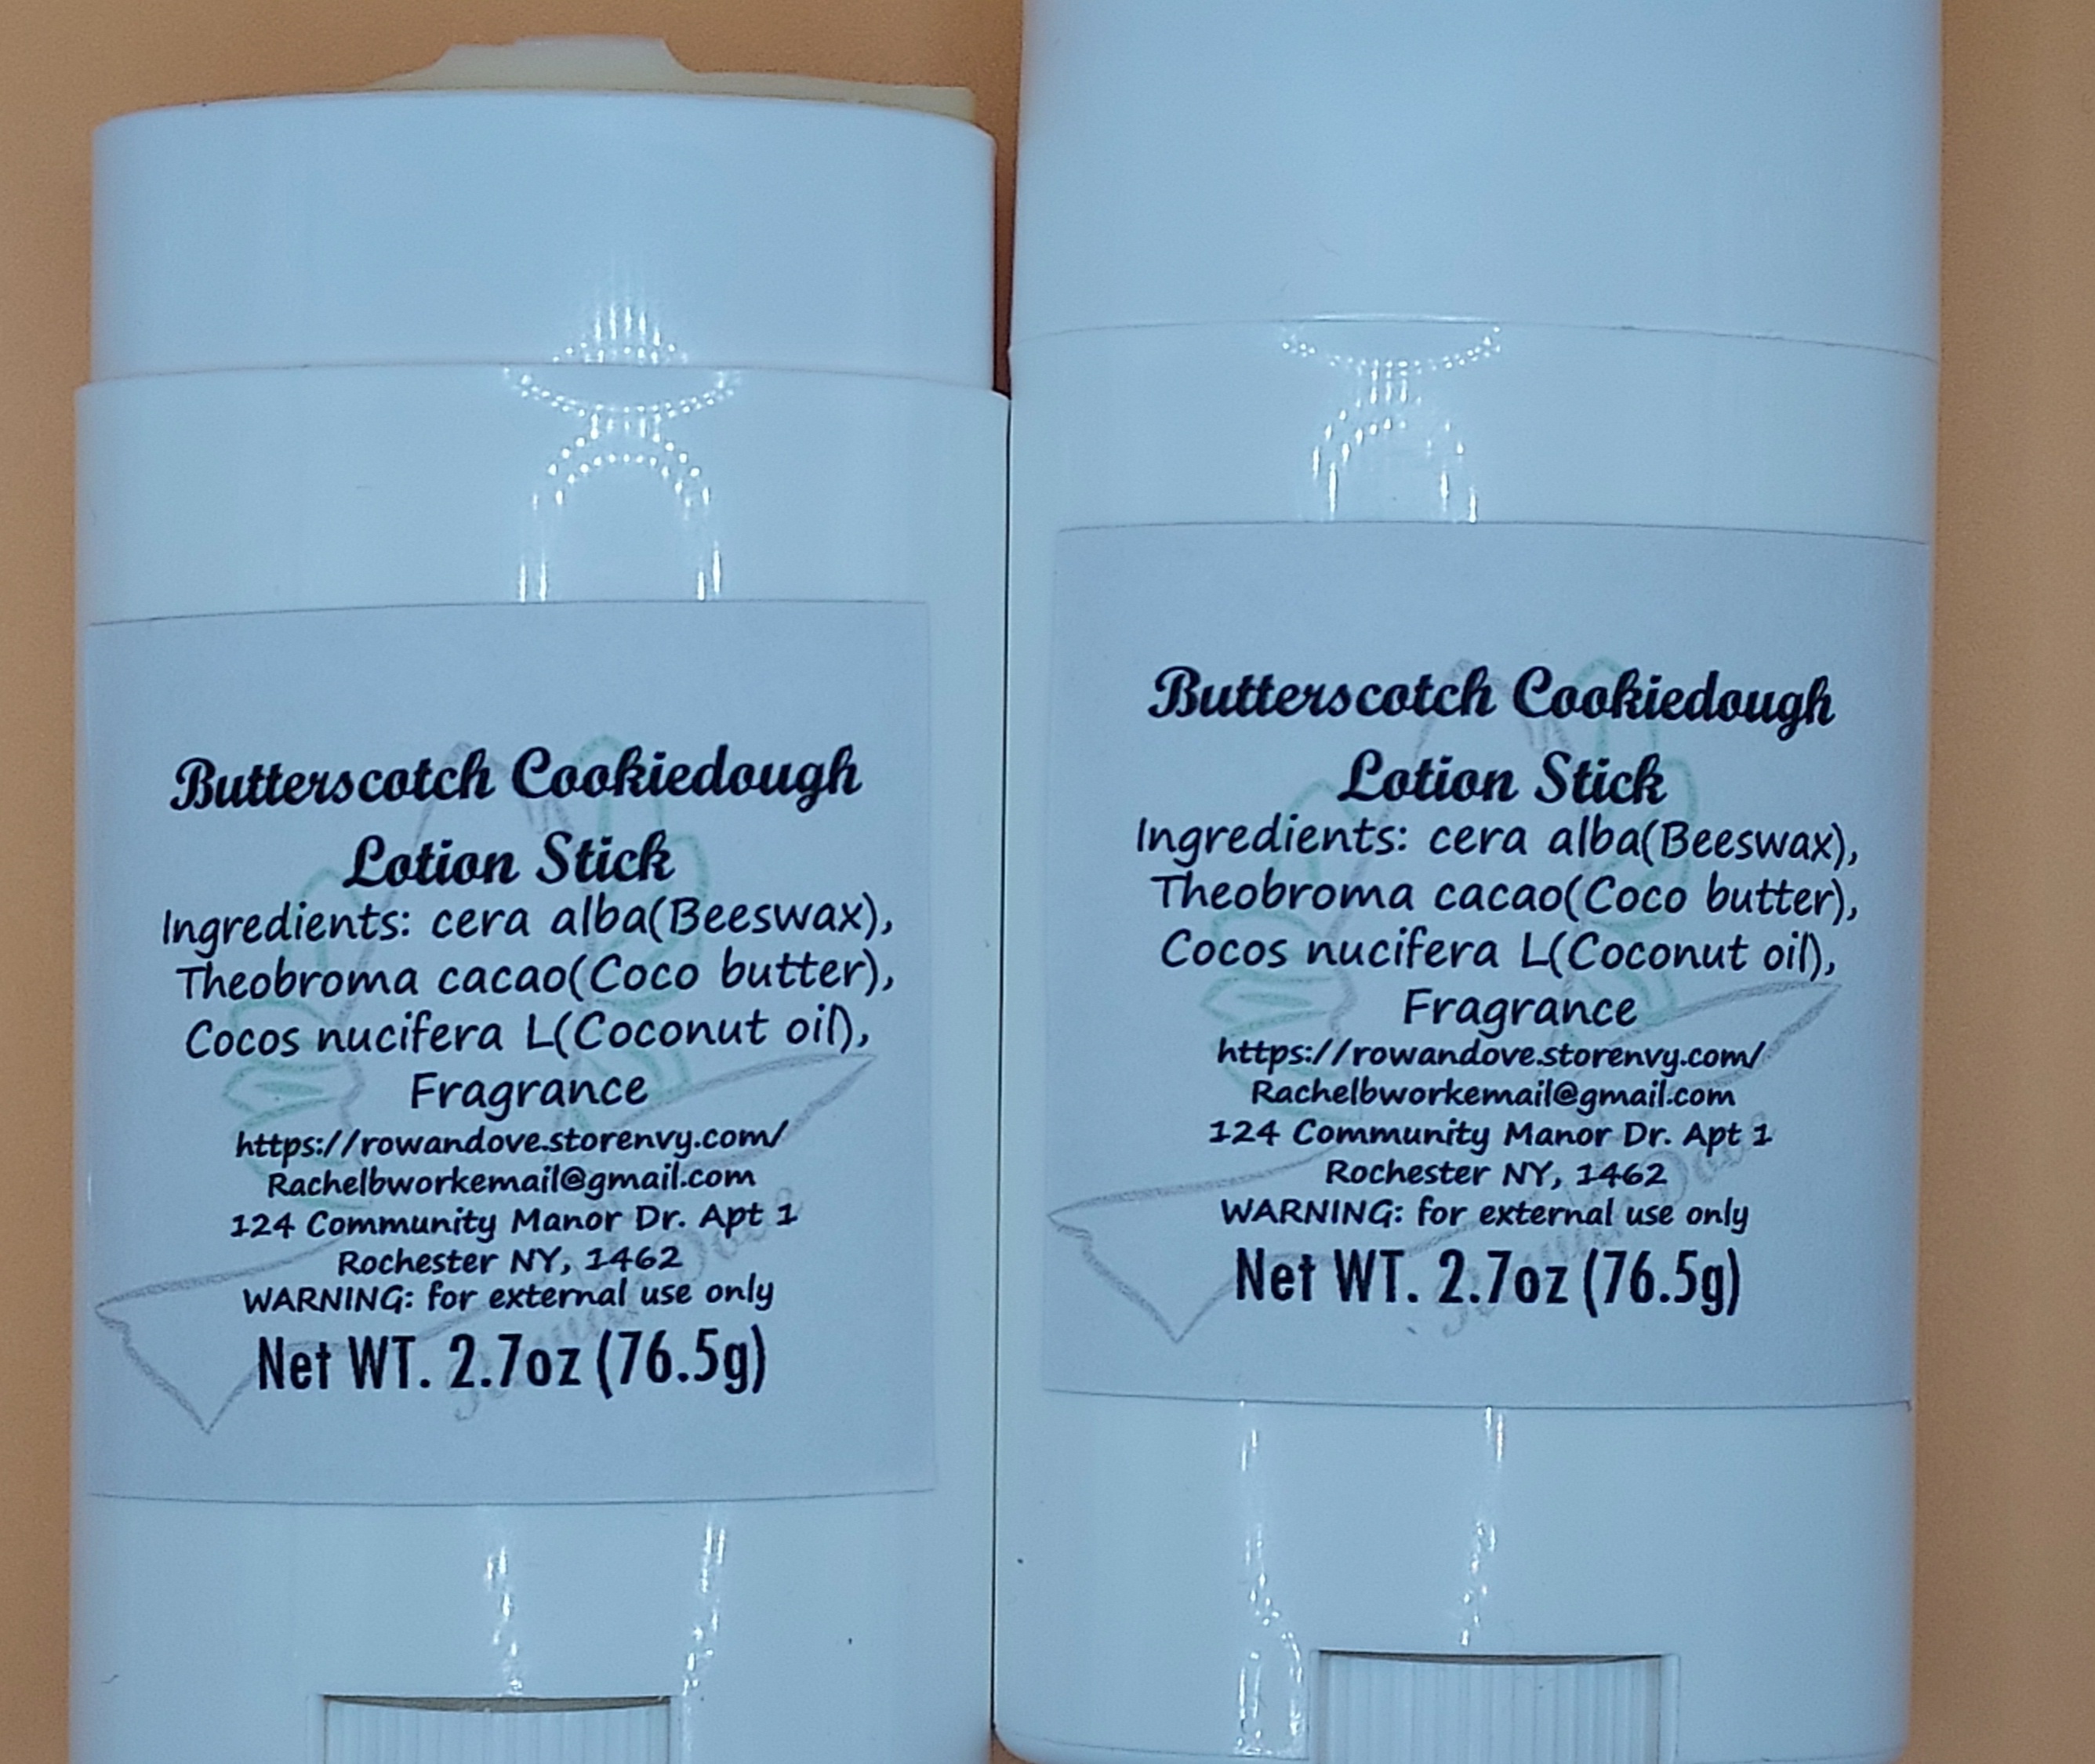 Butterscotch Cookiedough
Lotion Stick
Ingredients: cera alba(Beeswax),
Theobroma cacao(Coco butter),
Cocos nucifera L(Coconut oil),
Fragrance
https://rowandove.storenvy.com/
Rachelbworkemail@gmail.com
124 Community Manor Dr. Apt 1
Rochester NY, 1462
WARNING: for external use only
Net WT. 2.7oz (76.5g)
Butterscotch Cookiedough
Lotion Stick
Ingredients: cera alba(Beeswax),
Theobroma cacao(Coco butter),
Cocos nucifera L(Coconut oil),
Fragrance
https://rowandove.storenvy.com/
Rachelbworkemail@gmail.com
124 Community Manor Dr. Apt 1
Rochester NY, 1462
WARNING: for external use only
Net WT. 2.7oz (76.5g)